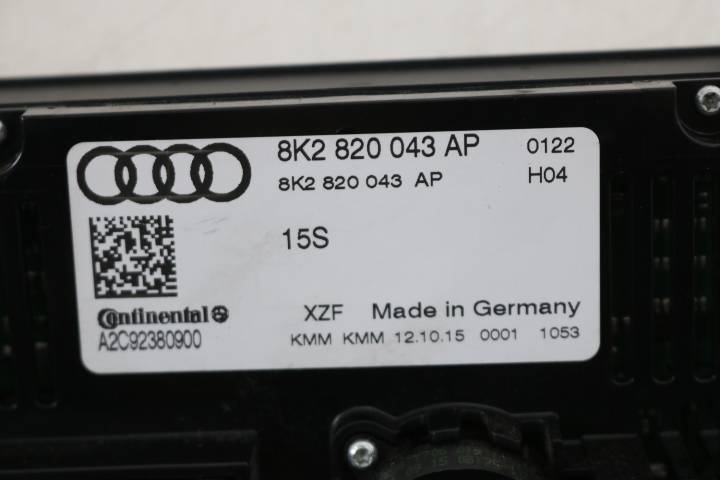 8K2 820 043 AP 0122
8K2 820 043 AP H04
15S
Continental
XZF Made in Germany
A2C92380900
KMM KMM 12.10.15 0001 1053